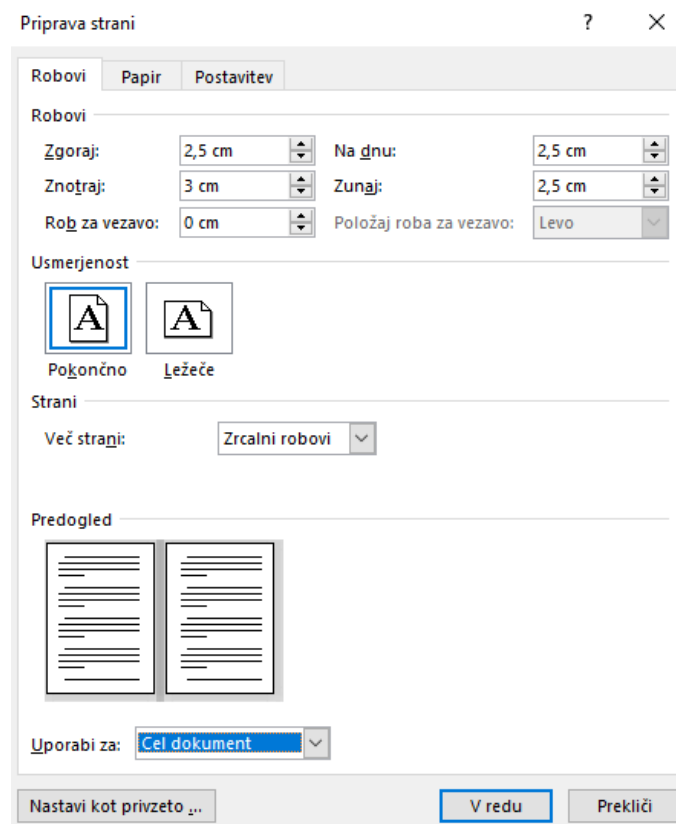 Priprava strani ? ×
Robovi Papir Postavitev
Robovi
Zgoraj: 2,5 cm Na dnu: 2,5 cm
Znotraj: 3 cm Zunaj: 2,5 cm
Rob za vezavo: 0 cm Položaj roba za vezavo: Levo
Usmerjenost
A A
Pokončno Ležeče
Strani
Več strani: Zrcalni robovi
Predogled
Uporabi za: Cel dokument
Nastavi kot privzeto ... V redu Prekliči